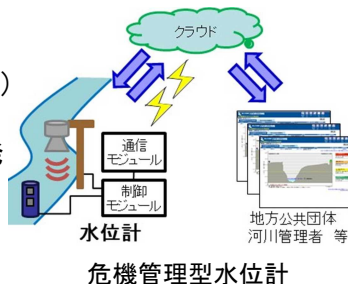 クラウド
)
通信
モジュール
制御
モジュール
水位計
地方公共団体
河川管理者 等
危機管理型水位計